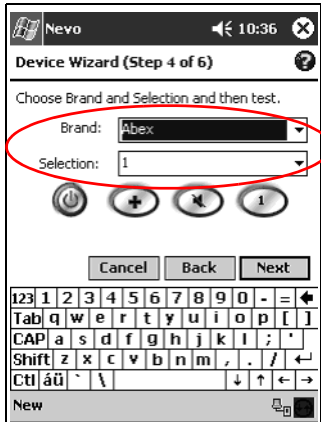 Nevo 10:36
Device Wizard (Step 4 of 6)
Choose Brand and Selection and then test.
Brand: Abex
Selection: 1
1
Cancel Back Next
123 1 2 3 4 5 6 7 8 9 0 - =
Tab q w e r t y u i o p [ ]
CAP a s d f g h j k l ; '
Shift z x c v b n m , . /
Ctl áü ` \
New